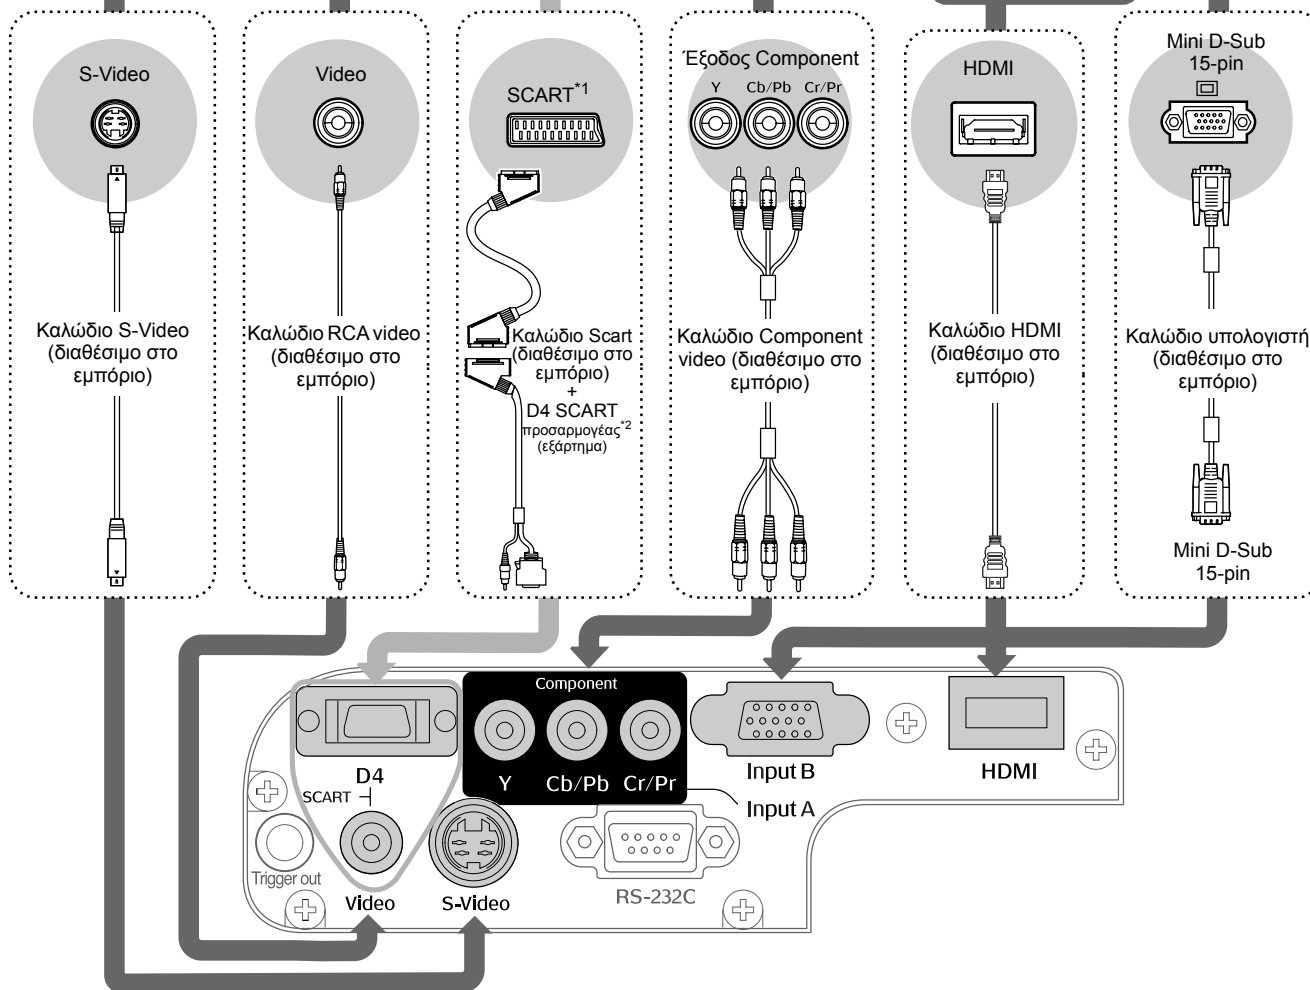 S-Video
Καλώδιο S-Video
(διαθέσιμο στο
εμπόριο)
Video
Καλώδιο RCA video
(διαθέσιμο στο
εμπόριο)
SCART*1
Καλώδιο Scart
(διαθέσιμο στο
εμπόριο)
+
D4 SCART
προσαρμογέας*2
(εξάρτημα)
Έξοδος Component
Y Cb/Pb Cr/Pr
Καλώδιο Component
video (διαθέσιμο στο
εμπόριο)
HDMI
Καλώδιο HDMI
(διαθέσιμο στο
εμπόριο)
Mini D-Sub
15-pin
Καλώδιο υπολογιστή
(διαθέσιμο στο
εμπόριο)
Mini D-Sub
15-pin
Component
Y Cb/Pb Cr/Pr
D4
SCART
Input B
HDMI
Input A
Trigger out
Video
S-Video
RS-232C